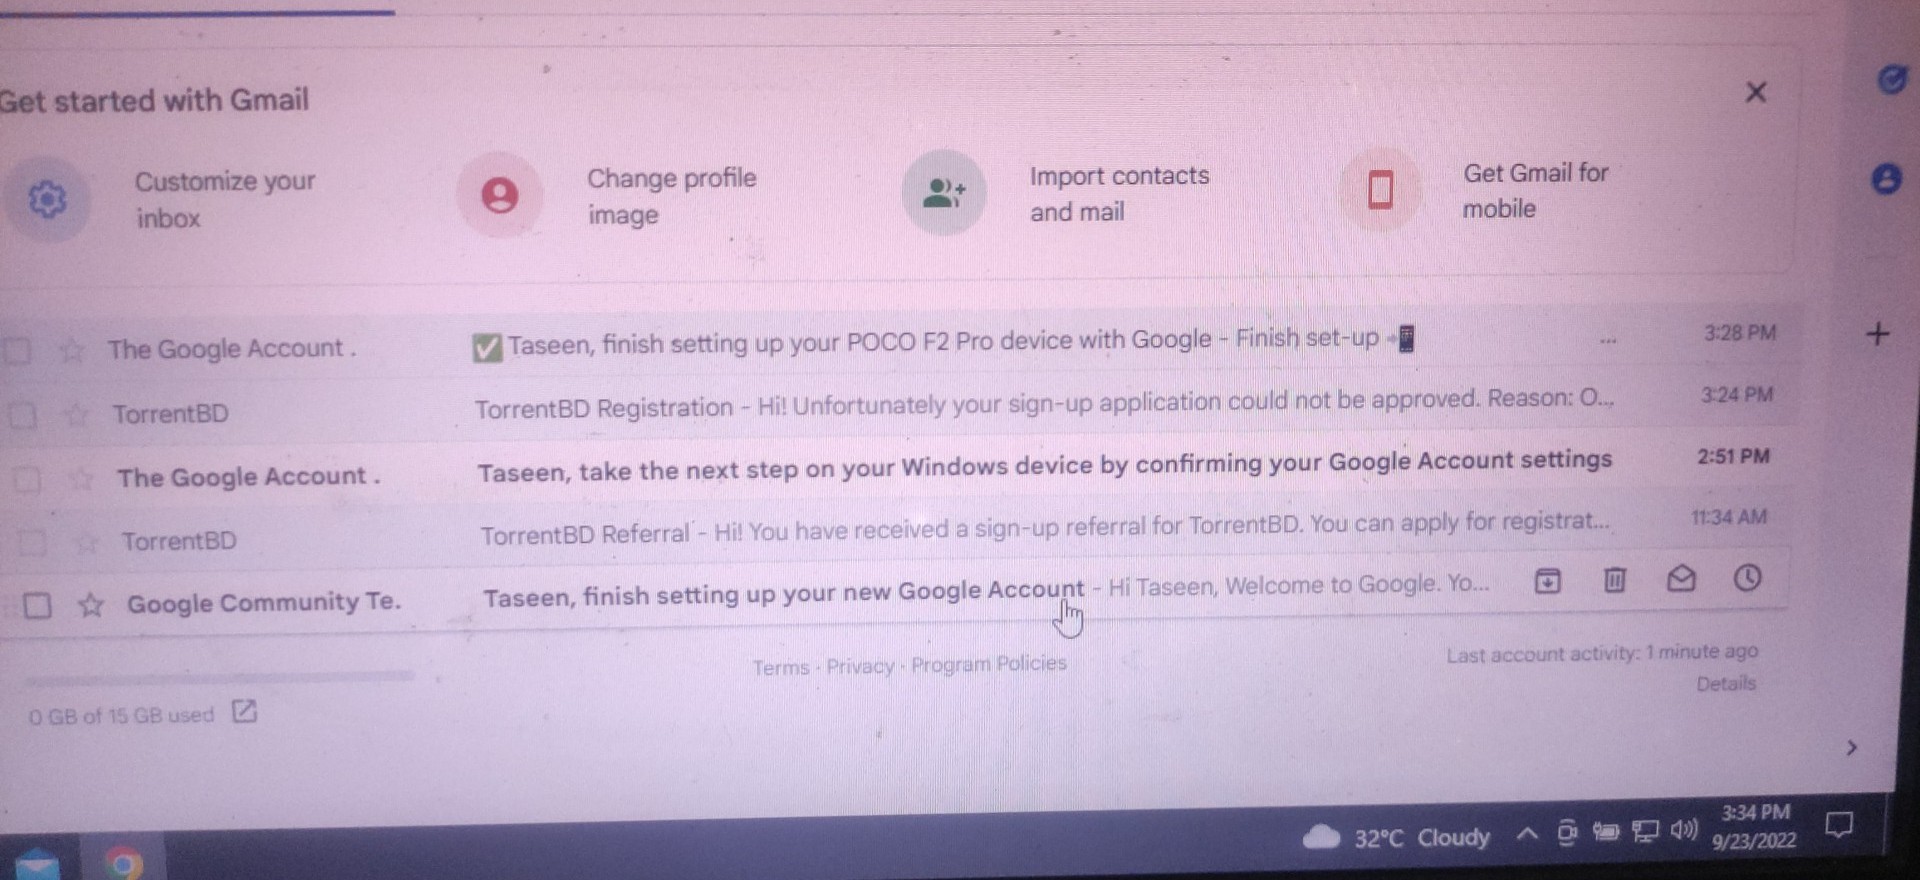 Get started with Gmail
Customize your
inbox
Change profile
image
Import contacts
and mail
Get Gmail for
mobile
The Google Account . ✅ Taseen, finish setting up your POCO F2 Pro device with Google - Finish set-up 📲 ... 3:28 PM
TorrentBD TorrentBD Registration - Hi! Unfortunately your sign-up application could not be approved. Reason: O... 3:24 PM
The Google Account . Taseen, take the next step on your Windows device by confirming your Google Account settings 2:51 PM
TorrentBD TorrentBD Referral - Hi! You have received a sign-up referral for TorrentBD. You can apply for registrat... 11:34 AM
Google Community Te. Taseen, finish setting up your new Google Account - Hi Taseen, Welcome to Google. Yo...
Terms · Privacy · Program Policies
Last account activity: 1 minute ago
Details
0 GB of 15 GB used
32°C Cloudy
3:34 PM
9/23/2022